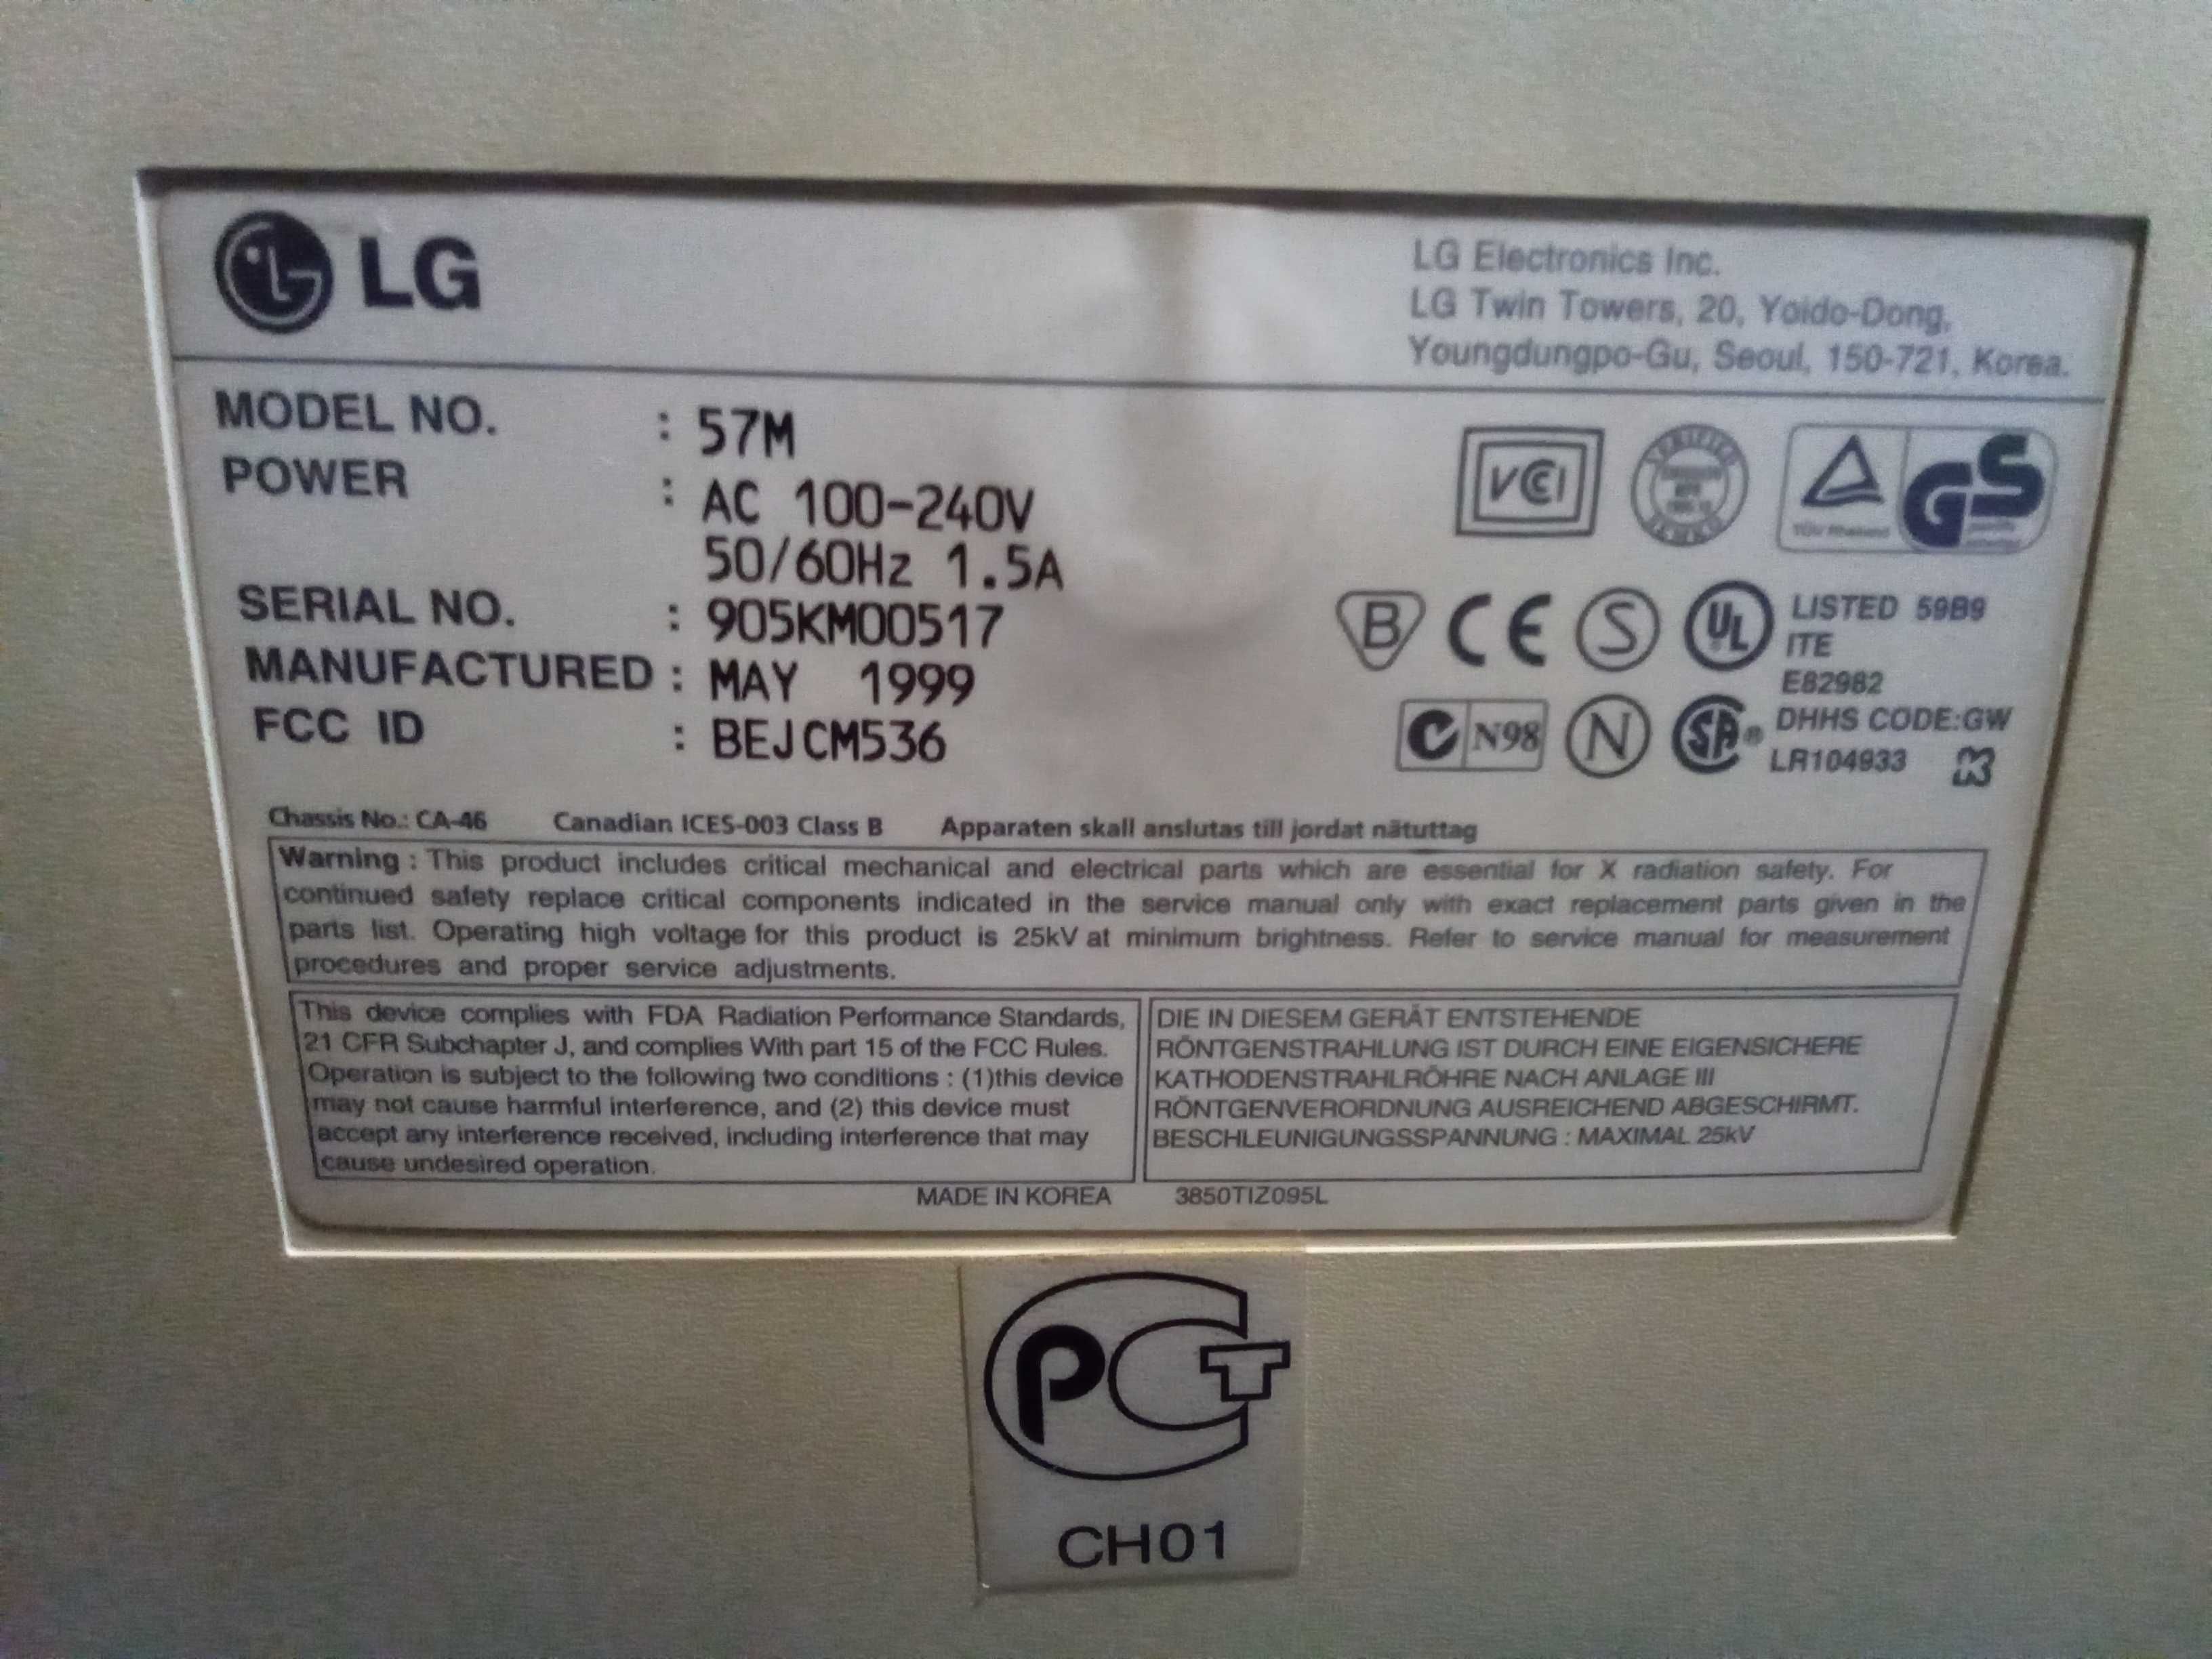 LG
LG Electronics Inc.
LG Twin Towers, 20, Yoido-Dong,
Youngdungpo-Gu, Seoul, 150-721, Korea.
MODEL NO. : 57M
POWER : AC 100-240V
50/60Hz 1.5A
SERIAL NO. : 905KM00517
MANUFACTURED : MAY 1999
FCC ID : BEJCM536
VCCI
TÜV Rheinland
GS
B CE S UL LISTED 59B9
ITE
E82982
N98 N SA® DHHS CODE:GW
LR104933
Chassis No.: CA-46 Canadian ICES-003 Class B Apparaten skall anslutas till jordat nätuttag
Warning : This product includes critical mechanical and electrical parts which are essential for X radiation safety. For
continued safety replace critical components indicated in the service manual only with exact replacement parts given in the
parts list. Operating high voltage for this product is 25kV at minimum brightness. Refer to service manual for measurement
procedures and proper service adjustments.
This device complies with FDA Radiation Performance Standards,
21 CFR Subchapter J, and complies With part 15 of the FCC Rules.
Operation is subject to the following two conditions : (1)this device
may not cause harmful interference, and (2) this device must
accept any interference received, including interference that may
cause undesired operation.
DIE IN DIESEM GERÄT ENTSTEHENDE
RÖNTGENSTRAHLUNG IST DURCH EINE EIGENSICHERE
KATHODENSTRAHLRÖHRE NACH ANLAGE III
RÖNTGENVERORDNUNG AUSREICHEND ABGESCHIRMT.
BESCHLEUNIGUNGSSPANNUNG : MAXIMAL 25kV
MADE IN KOREA 3850TIZ095L
РСТ
CH01